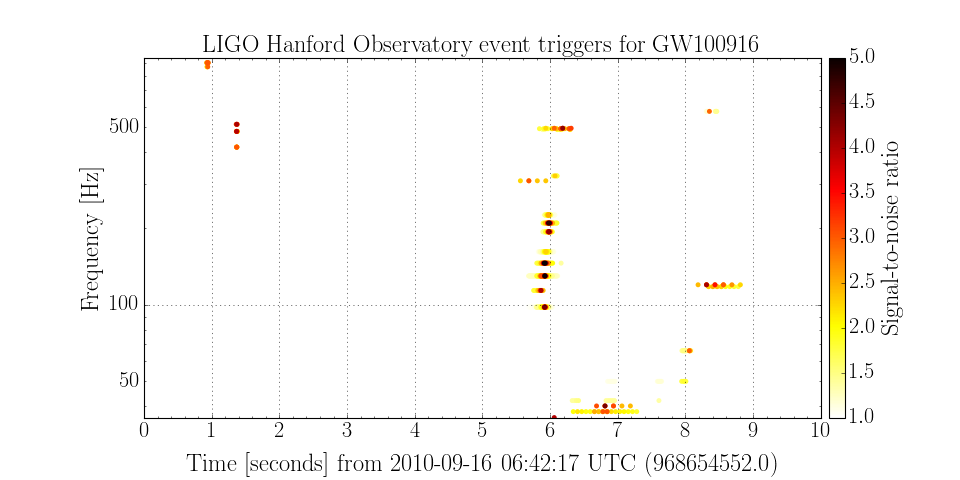 LIGO Hanford Observatory event triggers for GW100916
Frequency [Hz]
500
100
50
0 1 2 3 4 5 6 7 8 9 10
Time [seconds] from 2010-09-16 06:42:17 UTC (968654552.0)
5.0
4.5
4.0
3.5
3.0
2.5
2.0
1.5
1.0
Signal-to-noise ratio